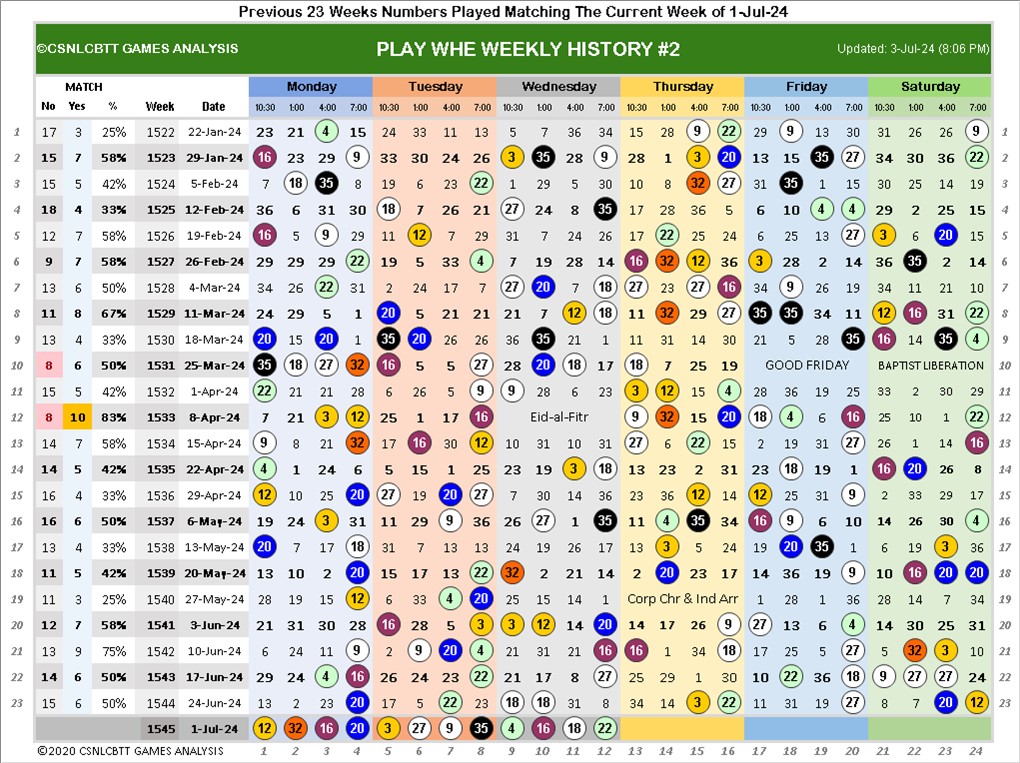 Previous 23 Weeks Numbers Played Matching The Current Week of 1-Jul-24
©CSNLCBTT GAMES ANALYSIS PLAY WHE WEEKLY HISTORY #2 Updated: 3-Jul-24 (8:06 PM)
MATCH Monday Tuesday Wednesday Thursday Friday Saturday
No Yes % Week Date 10:30 1:00 4:00 7:00 10:30 1:00 4:00 7:00 10:30 1:00 4:00 7:00 10:30 1:00 4:00 7:00 10:30 1:00 4:00 7:00 10:30 1:00 4:00 7:00
1 17 3 25% 1522 22-Jan-24 23 21 4 15 24 33 11 13 5 7 36 34 15 28 9 22 29 9 13 30 31 26 26 9 1
2 15 7 58% 1523 29-Jan-24 16 23 29 9 33 30 24 26 3 35 28 9 28 1 3 20 13 15 35 27 34 30 36 22 2
3 15 5 42% 1524 5-Feb-24 7 18 35 8 19 6 23 22 1 29 5 30 10 8 32 27 31 35 1 15 30 25 14 19 3
4 18 4 33% 1525 12-Feb-24 36 6 31 30 18 7 26 21 27 24 8 35 17 28 36 5 6 10 4 4 29 2 25 15 4
5 12 7 58% 1526 19-Feb-24 16 5 9 29 11 12 7 29 31 7 24 26 17 22 25 24 6 25 13 27 3 6 20 15 5
6 9 7 58% 1527 26-Feb-24 29 29 29 22 19 5 33 4 7 19 28 14 16 32 12 36 3 28 2 14 36 35 2 14 6
7 13 6 50% 1528 4-Mar-24 34 26 22 31 2 24 17 7 27 20 7 18 27 23 27 16 34 9 26 19 34 11 21 10 7
8 11 8 67% 1529 11-Mar-24 24 29 5 1 20 5 21 21 21 7 12 18 11 32 29 27 35 35 34 11 12 16 31 22 8
9 13 4 33% 1530 18-Mar-24 20 15 20 1 35 20 26 26 36 35 9 1 11 31 14 30 21 5 28 35 16 14 35 4 9
10 8 6 50% 1531 25-Mar-24 35 18 27 32 16 5 5 27 28 20 18 17 18 7 25 19 GOOD FRIDAY BAPTIST LIBERATION 10
11 15 5 42% 1532 1-Apr-24 22 21 21 28 6 26 5 9 9 8 6 28 3 12 15 4 28 36 19 25 33 2 30 29 11
12 8 10 83% 1533 8-Apr-24 7 21 3 12 25 1 17 16 Eid-al-Fitr 9 32 15 20 18 4 6 16 25 10 1 22 12
13 14 7 58% 1534 15-Apr-24 9 8 4 32 17 16 30 12 10 31 10 31 27 6 22 15 2 19 31 27 26 1 14 16 13
14 14 5 42% 1535 22-Apr-24 4 1 24 6 5 15 1 25 23 19 3 18 13 23 2 31 23 18 19 1 16 20 26 8 14
15 16 4 33% 1536 29-Apr-24 12 10 25 20 27 19 20 27 7 30 14 36 23 36 12 14 12 25 31 9 2 33 29 17 15
16 16 6 50% 1537 6-May-24 19 24 3 31 11 29 9 36 26 27 1 35 11 4 35 34 16 9 6 10 14 26 30 4 16
17 13 4 33% 1538 13-May-24 20 7 17 18 31 7 13 13 24 19 26 17 13 3 5 24 19 20 35 1 6 19 3 36 17
18 11 5 42% 1539 20-May-24 13 10 2 20 15 17 13 22 32 2 21 14 2 20 23 17 14 36 19 9 10 16 20 20 18
19 11 3 25% 1540 27-May-24 28 19 15 12 6 33 4 20 25 15 14 1 Corp Chr & Ind Arr 1 28 1 36 28 14 7 34 19
20 12 7 58% 1541 3-Jun-24 21 31 30 28 16 28 5 3 3 12 14 20 14 17 26 9 27 13 6 4 14 30 25 31 20
21 13 9 75% 1542 10-Jun-24 6 24 11 9 2 9 20 4 21 31 21 16 16 1 34 18 17 25 5 27 25 32 3 10 21
22 14 6 50% 1543 17-Jun-24 29 24 4 16 26 24 23 22 21 17 8 27 25 29 1 30 10 22 36 18 9 27 27 24 22
23 15 6 50% 1544 24-Jun-24 13 2 23 20 17 5 22 23 18 18 31 8 34 14 3 22 11 31 19 27 8 7 20 12 23
1545 1-Jul-24 12 32 16 20 3 27 9 35 4 16 18 22
©2020 CSNLCBTT GAMES ANALYSIS 1 2 3 4 5 6 7 8 9 10 11 12 13 14 15 16 17 18 19 20 21 22 23 24